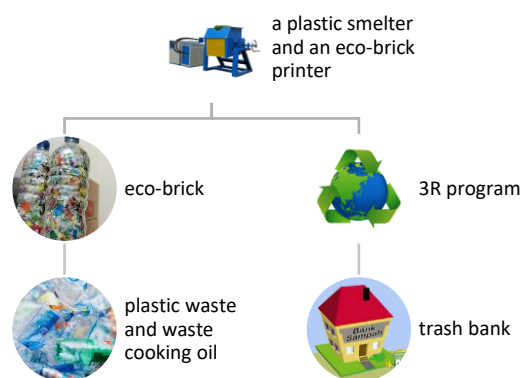 a plastic smelter
and an eco-brick
printer
eco-brick
3R program
plastic waste
and waste
cooking oil
Bank
Sampah
trash bank